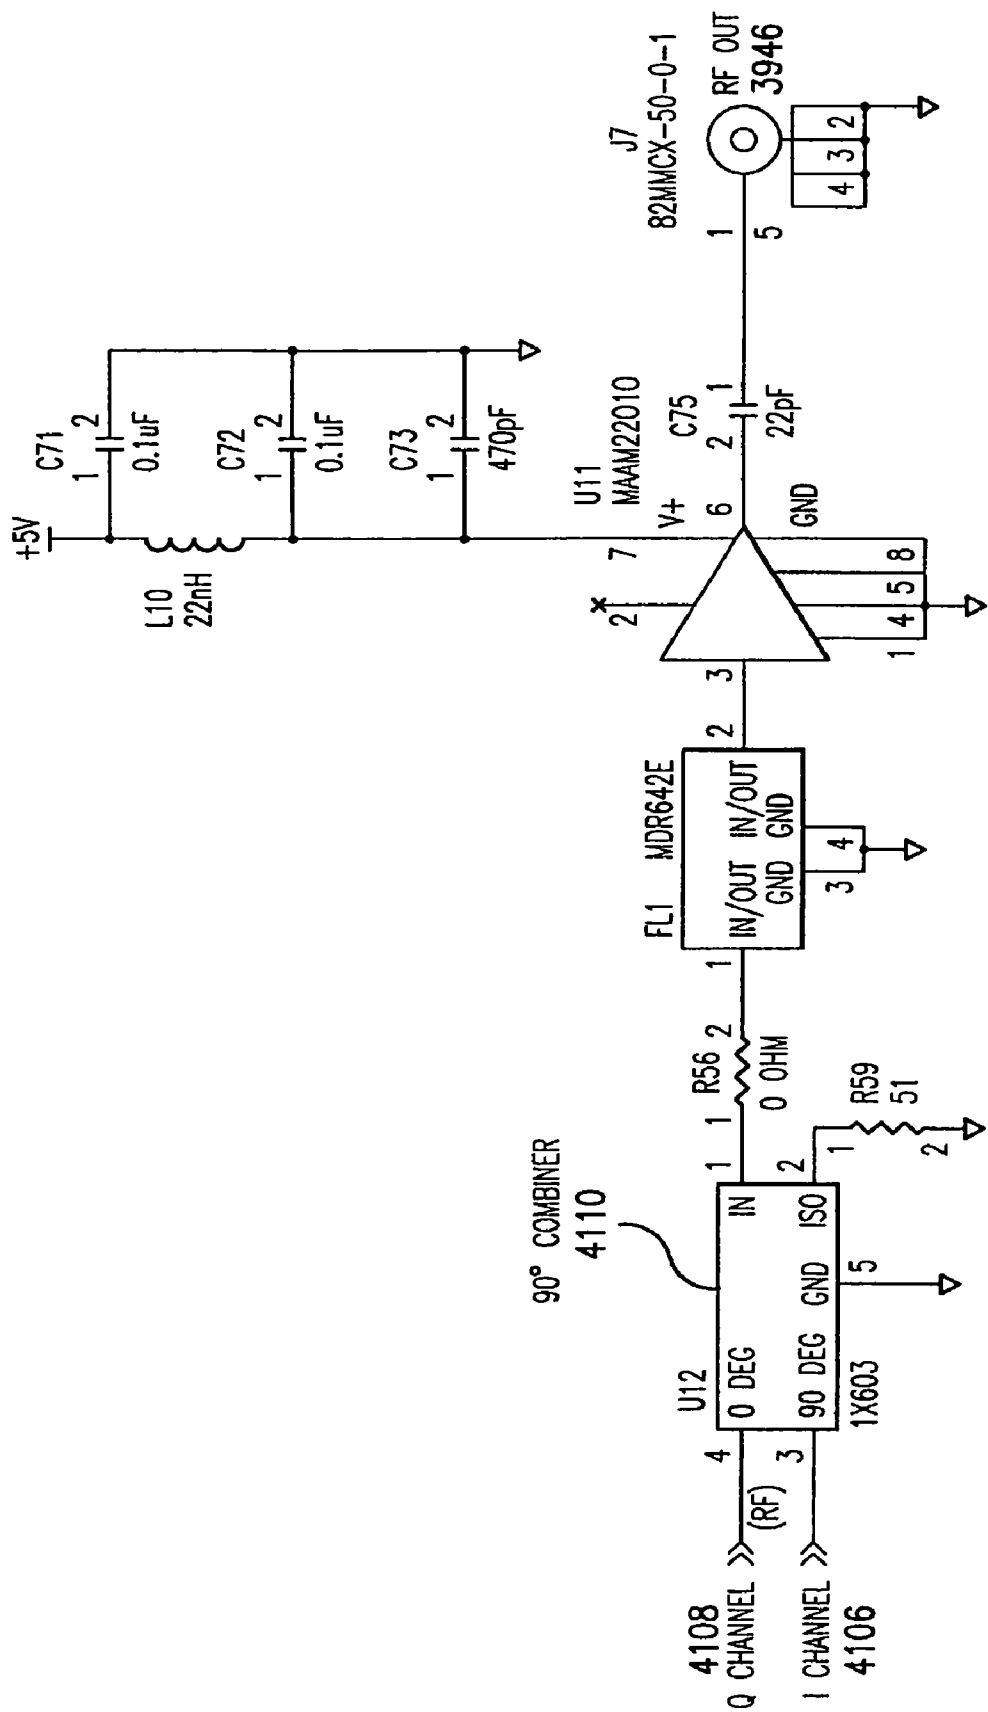 4108
Q CHANNEL
I CHANNEL
4106
(RF)
4
3
U12
0 DEG
90 DEG
GND
IN
ISO
1X603
5
90° COMBINER
4110
1
2
1
R59
51
2
1
R56
2
0 OHM
1
FL1
MDR642E
IN/OUT IN/OUT
GND GND
3
4
2
3
2
7
V+
6
GND
1
4
5
8
U11
MAAM22010
+5V
L10
22nH
C71
1
2
0.1uF
C72
1
2
0.1uF
C73
1
2
470pF
C75
2
1
22pF
1
5
J7
82MMCX-50-0-1
RF OUT
3946
4
3
2